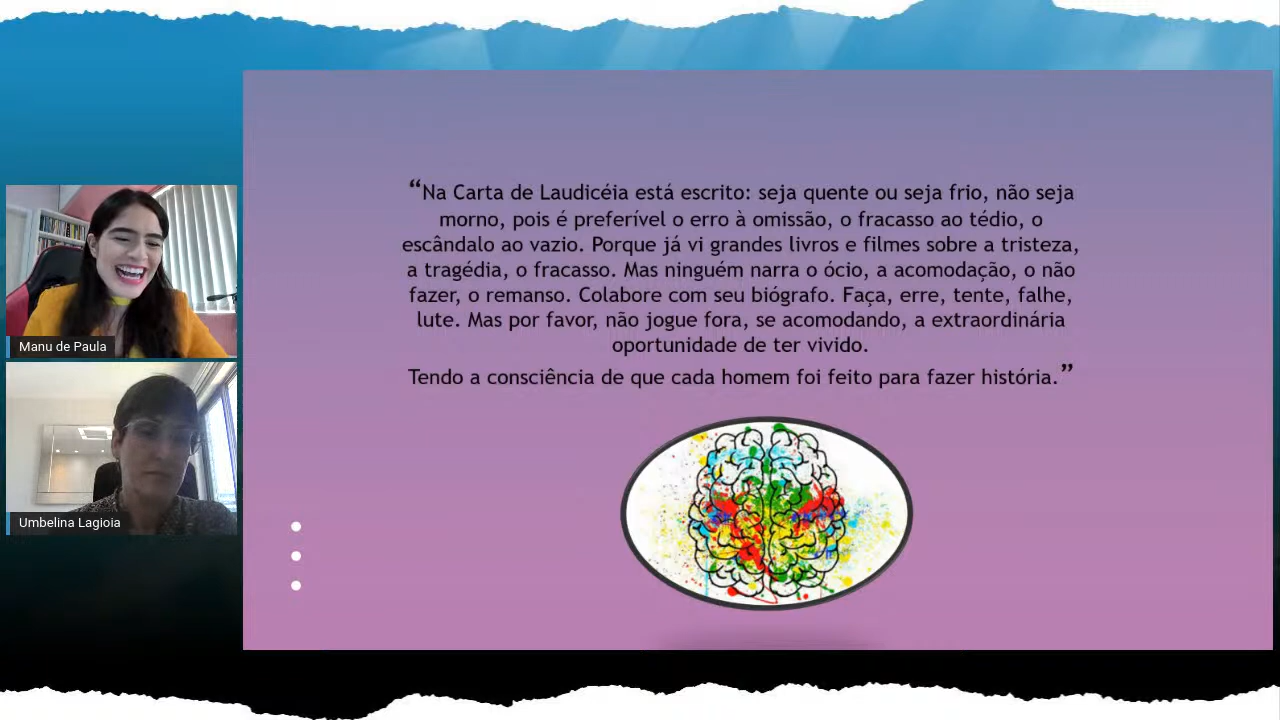 “Na Carta de Laudicéia está escrito: seja quente ou seja frio, não seja
morno, pois é preferível o erro à omissão, o fracasso ao tédio, o
escândalo ao vazio. Porque já vi grandes livros e filmes sobre a tristeza,
a tragédia, o fracasso. Mas ninguém narra o ócio, a acomodação, o não
fazer, o remanso. Colabore com seu biógrafo. Faça, erre, tente, falhe,
lute. Mas por favor, não jogue fora, se acomodando, a extraordinária
oportunidade de ter vivido.
Tendo a consciência de que cada homem foi feito para fazer história.”
Manu de Paula
Umbelina Lagioia